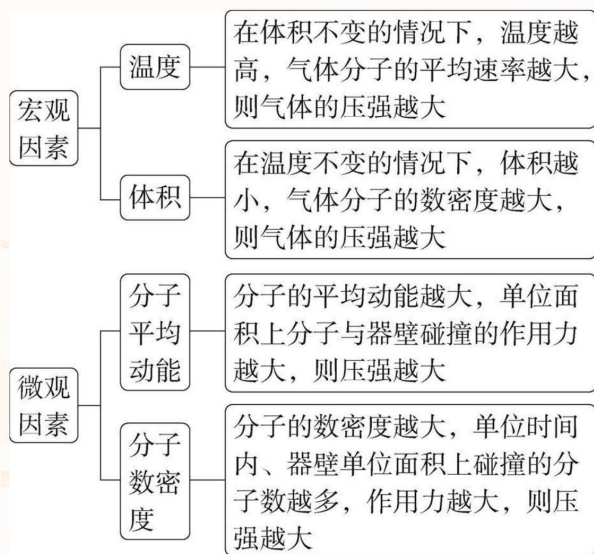 宏观
因素
温度
在体积不变的情况下，温度越
高，气体分子的平均速率越大，
则气体的压强越大
体积
在温度不变的情况下，体积越
小，气体分子的数密度越大，
则气体的压强越大
微观
因素
分子
平均
动能
分子的平均动能越大，单位面
积上分子与器壁碰撞的作用力
越大，则压强越大
分子
数密
度
分子的数密度越大，单位时间
内、器壁单位面积上碰撞的分
子数越多，作用力越大，则压
强越大